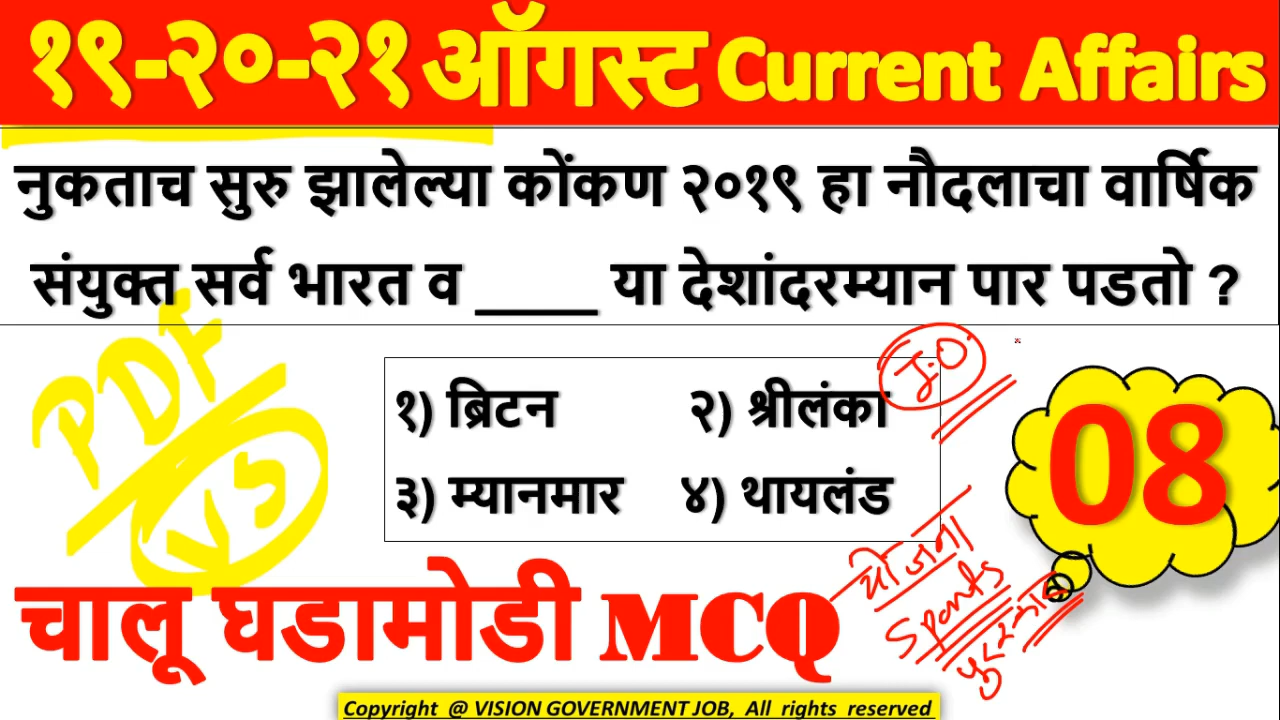 १९-२०-२१ ऑगस्ट Current Affairs
नुकताच सुरु झालेल्या कोंकण २०१९ हा नौदलाचा वार्षिक
संयुक्त सर्व भारत व ____ या देशांदरम्यान पार पडतो ?
PDF
VS
१) ब्रिटन २) श्रीलंका
३) म्यानमार ४) थायलंड
I.O.
08
योजना
Sports
पुरस्कार
चालू घडामोडी MCQ
Copyright @ VISION GOVERNMENT JOB, All rights reserved